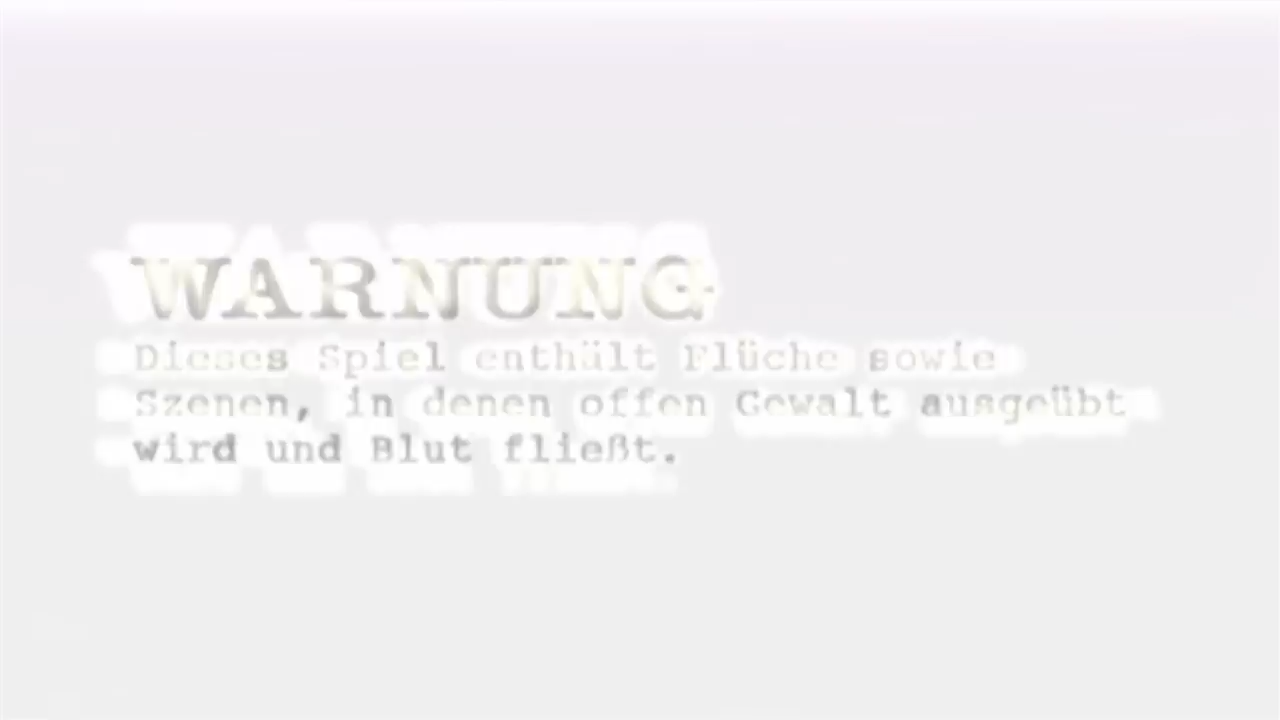 WARNUNG
Dieses Spiel enthält Flüche sowie
Szenen, in denen offen Gewalt ausgeübt
wird und Blut fließt.